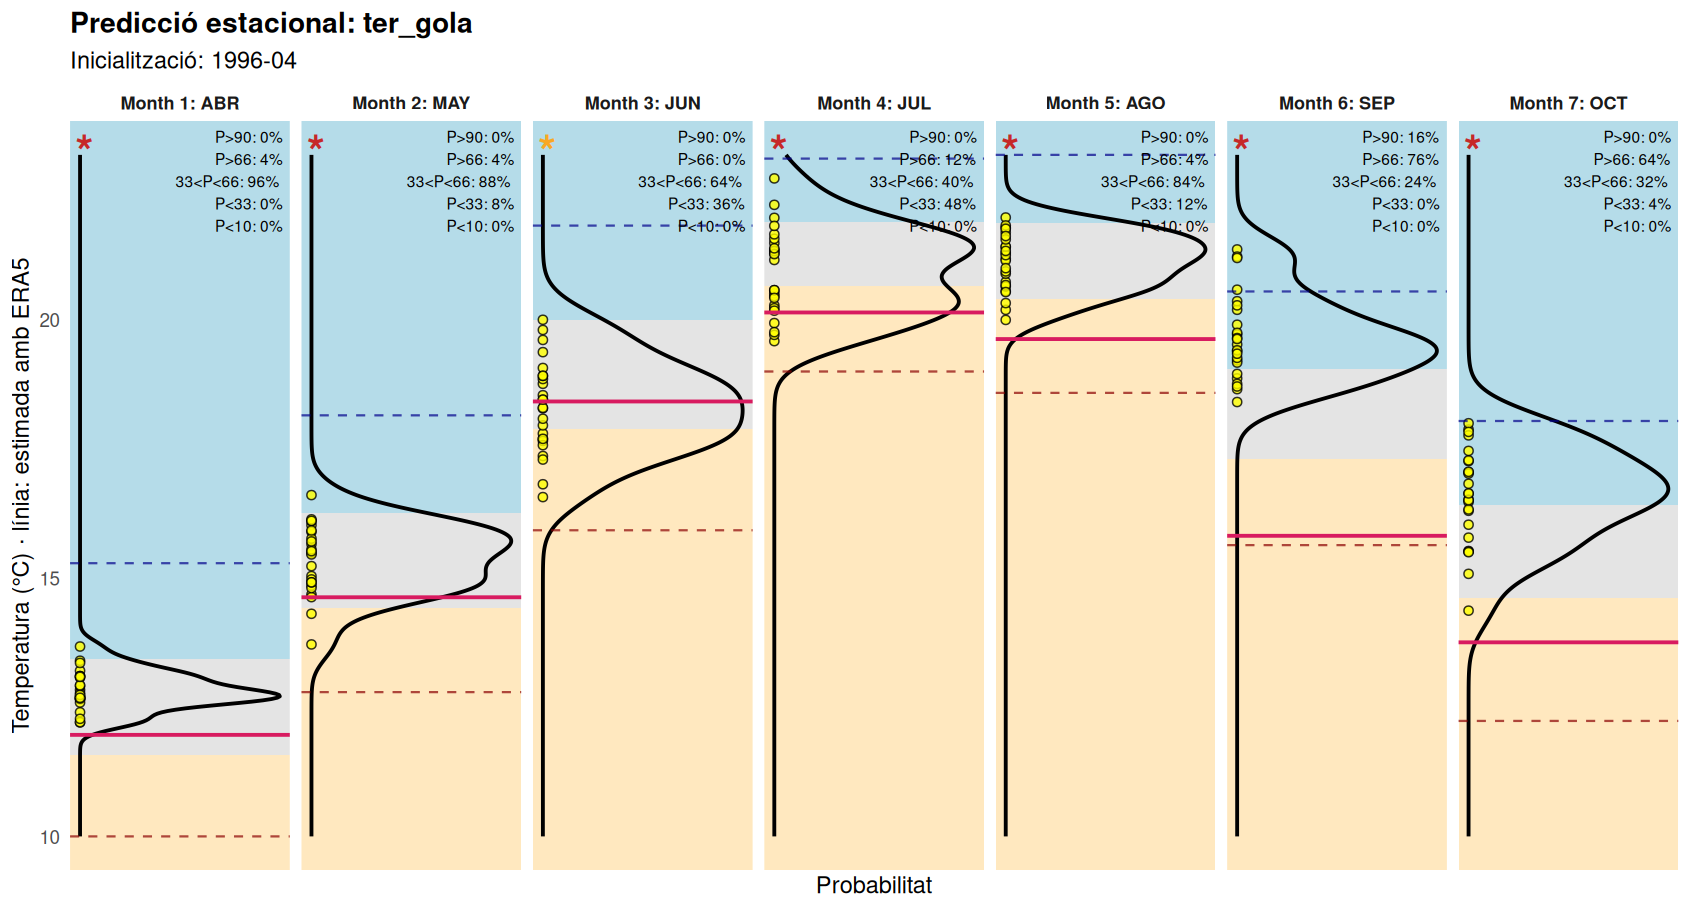 Predicció estacional: ter_gola
Inicialització: 1996-04
Month 1: ABR
Month 2: MAY
Month 3: JUN
Month 4: JUL
Month 5: AGO
Month 6: SEP
Month 7: OCT
*
P>90: 0%
P>66: 4%
33<P<66: 96%
P<33: 0%
P<10: 0%
*
P>90: 0%
P>66: 4%
33<P<66: 88%
P<33: 8%
P<10: 0%
*
P>90: 0%
P>66: 0%
33<P<66: 64%
P<33: 36%
P<10: 0%
*
P>90: 0%
P>66: 12%
33<P<66: 40%
P<33: 48%
P<10: 0%
*
P>90: 0%
P>66: 4%
33<P<66: 84%
P<33: 12%
P<10: 0%
*
P>90: 16%
P>66: 76%
33<P<66: 24%
P<33: 0%
P<10: 0%
*
P>90: 0%
P>66: 64%
33<P<66: 32%
P<33: 4%
P<10: 0%
Temperatura (°C) · línia: estimada amb ERA5
20
15
10
Probabilitat